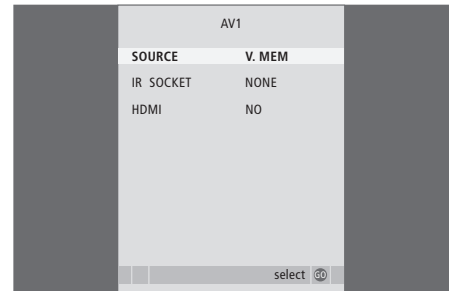 AV1
SOURCE V. MEM
IR SOCKET NONE
HDMI NO
select GO